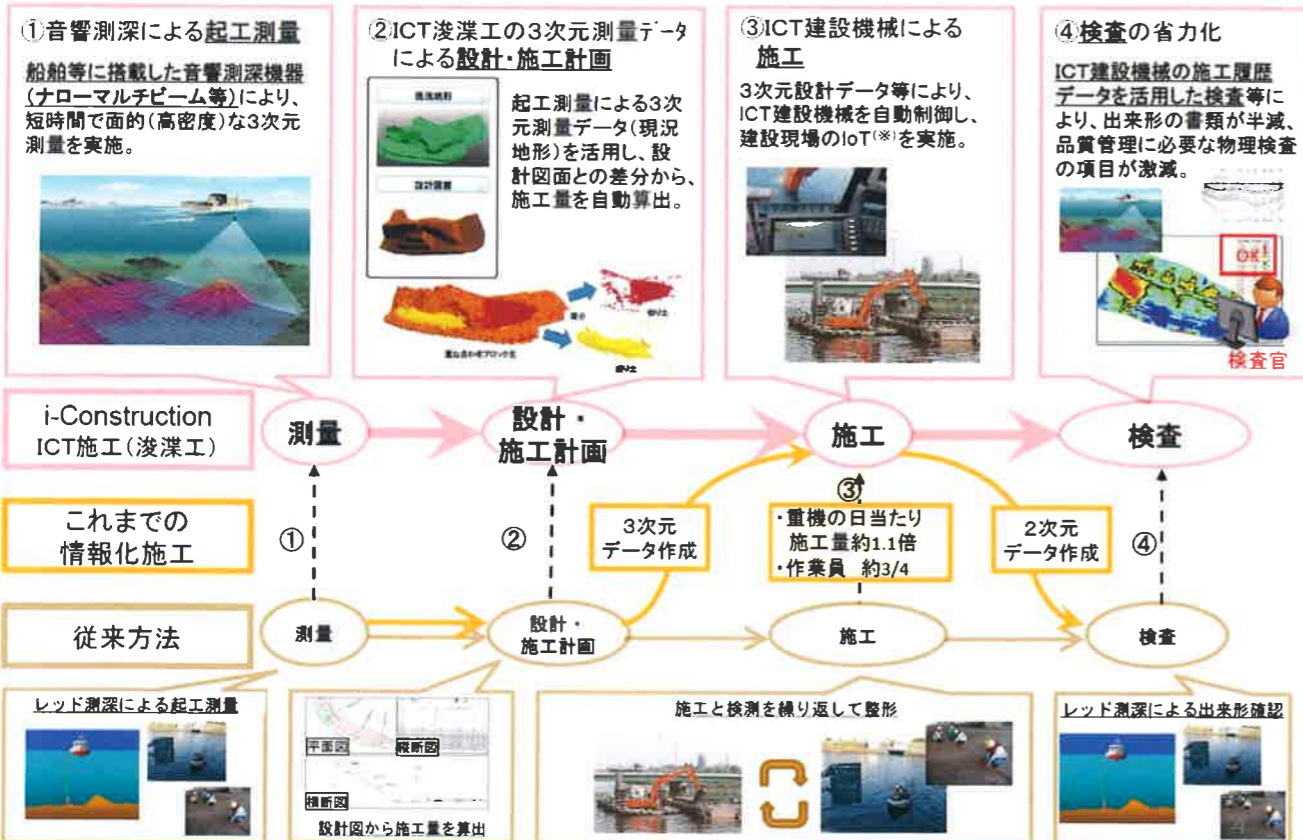 ①音響測深による起工測量
船舶等に搭載した音響測深機器
(ナローマルチビーム等)により、
短時間で面的(高密度)な3次元
測量を実施。
②ICT浚渫工の3次元測量データ
による設計・施工計画
起工測量による3次
元測量データ(現況
地形)を活用し、設
計図面との差分から、
施工量を自動算出。
③ICT建設機械による
施工
3次元設計データ等により、
ICT建設機械を自動制御し、
建設現場のIoT(※)を実施。
④検査の省力化
ICT建設機械の施工履歴
データを活用した検査等に
より、出来形の書類が半減、
品質管理に必要な物理検査
の項目が激減。
OK!
検査官
i-Construction
ICT施工(浚渫工)
測量
設計・
施工計画
施工
検査
これまでの
情報化施工
①
②
3次元
データ作成
③
・重機の日当たり
施工量約1.1倍
・作業員 約3/4
2次元
データ作成
④
従来方法
測量
設計・
施工計画
施工
検査
レッド測深による起工測量
平面図
縦断図
横断図
設計図から施工量を算出
施工と検測を繰り返して整形
レッド測深による出来形確認